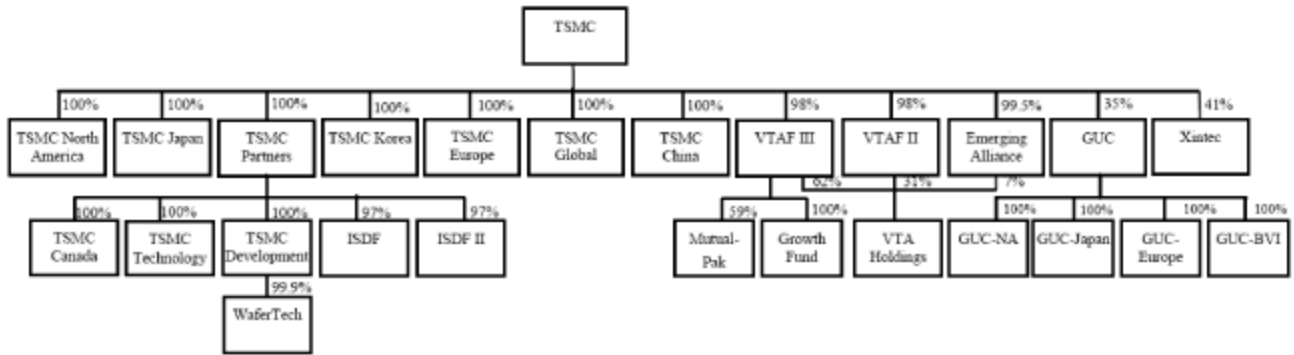 TSMC
100% 100% 100% 100% 100% 100% 100% 98% 98% 99.5% 35% 41%
TSMC North America
TSMC Japan
TSMC Partners
TSMC Korea
TSMC Europe
TSMC Global
TSMC China
VTAF III
VTAF II
Emerging Alliance
GUC
Xintec
62% 31% 7%
100% 100% 100% 97% 97% 59% 100% 100% 100% 100% 100%
TSMC Canada
TSMC Technology
TSMC Development
ISDF
ISDF II
Mutual-Pak
Growth Fund
VTA Holdings
GUC-NA
GUC-Japan
GUC-Europe
GUC-BVI
99.9%
WaferTech